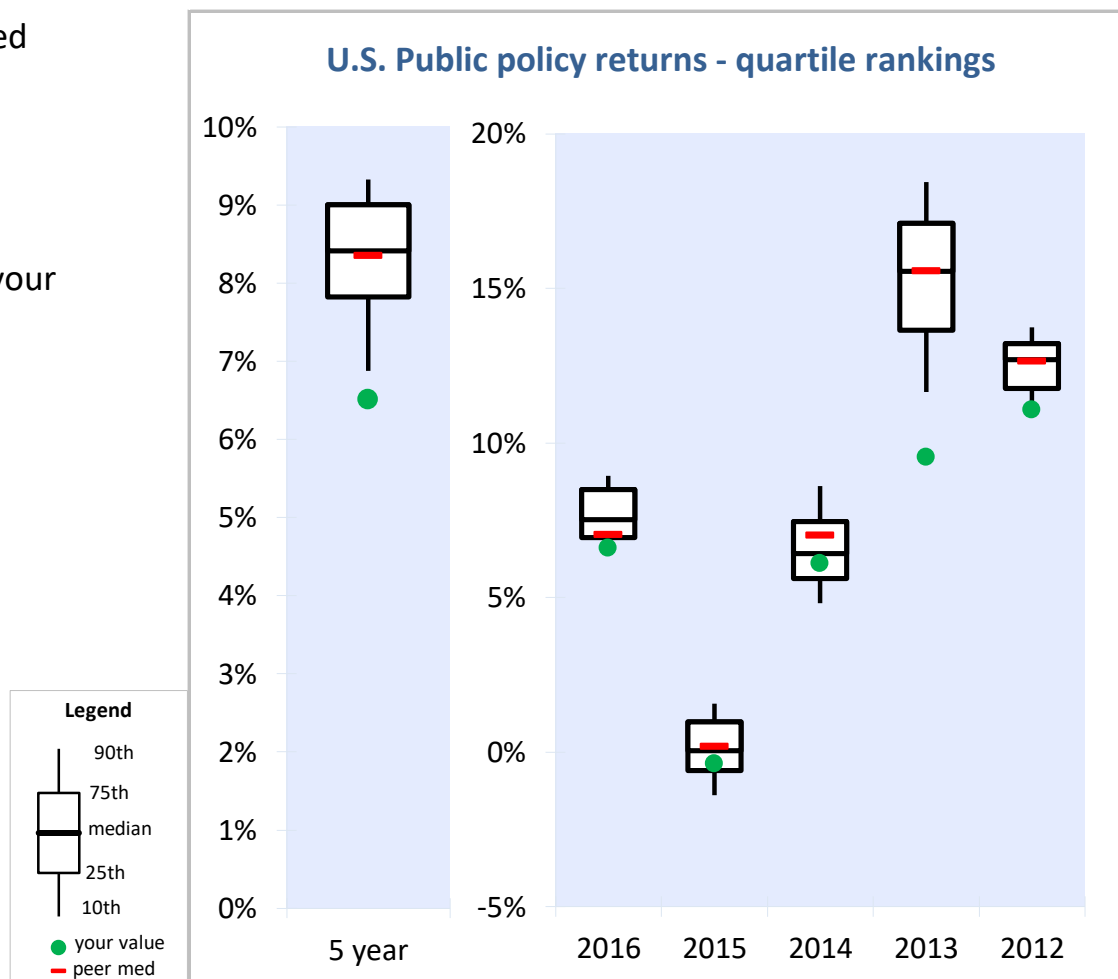 ed
your
U.S. Public policy returns - quartile rankings
10%
9%
8%
7%
6%
5%
4%
3%
2%
1%
0%
5 year
20%
15%
10%
5%
0%
-5%
2016 2015 2014 2013 2012
Legend
90th
75th
median
25th
10th
your value
peer med